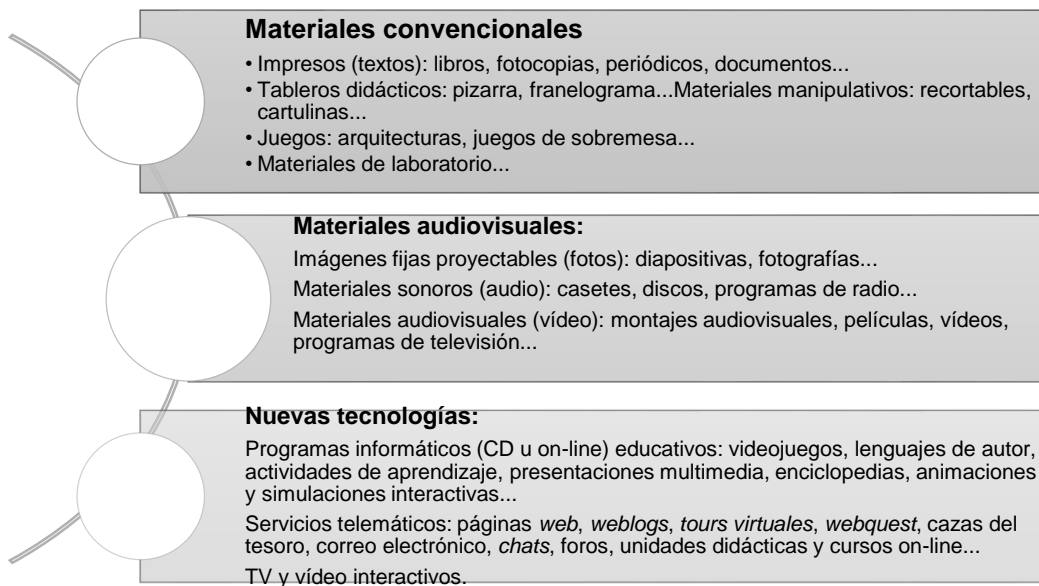 Materiales convencionales
• Impresos (textos): libros, fotocopias, periódicos, documentos...
• Tableros didácticos: pizarra, franelograma...Materiales manipulativos: recortables,
cartulinas...
• Juegos: arquitecturas, juegos de sobremesa...
• Materiales de laboratorio...
Materiales audiovisuales:
Imágenes fijas proyectables (fotos): diapositivas, fotografías...
Materiales sonoros (audio): casetes, discos, programas de radio...
Materiales audiovisuales (vídeo): montajes audiovisuales, películas, vídeos,
programas de televisión...
Nuevas tecnologías:
Programas informáticos (CD u on-line) educativos: videojuegos, lenguajes de autor,
actividades de aprendizaje, presentaciones multimedia, enciclopedias, animaciones
y simulaciones interactivas...
Servicios telemáticos: páginas web, weblogs, tours virtuales, webquest, cazas del
tesoro, correo electrónico, chats, foros, unidades didácticas y cursos on-line...
TV y vídeo interactivos.